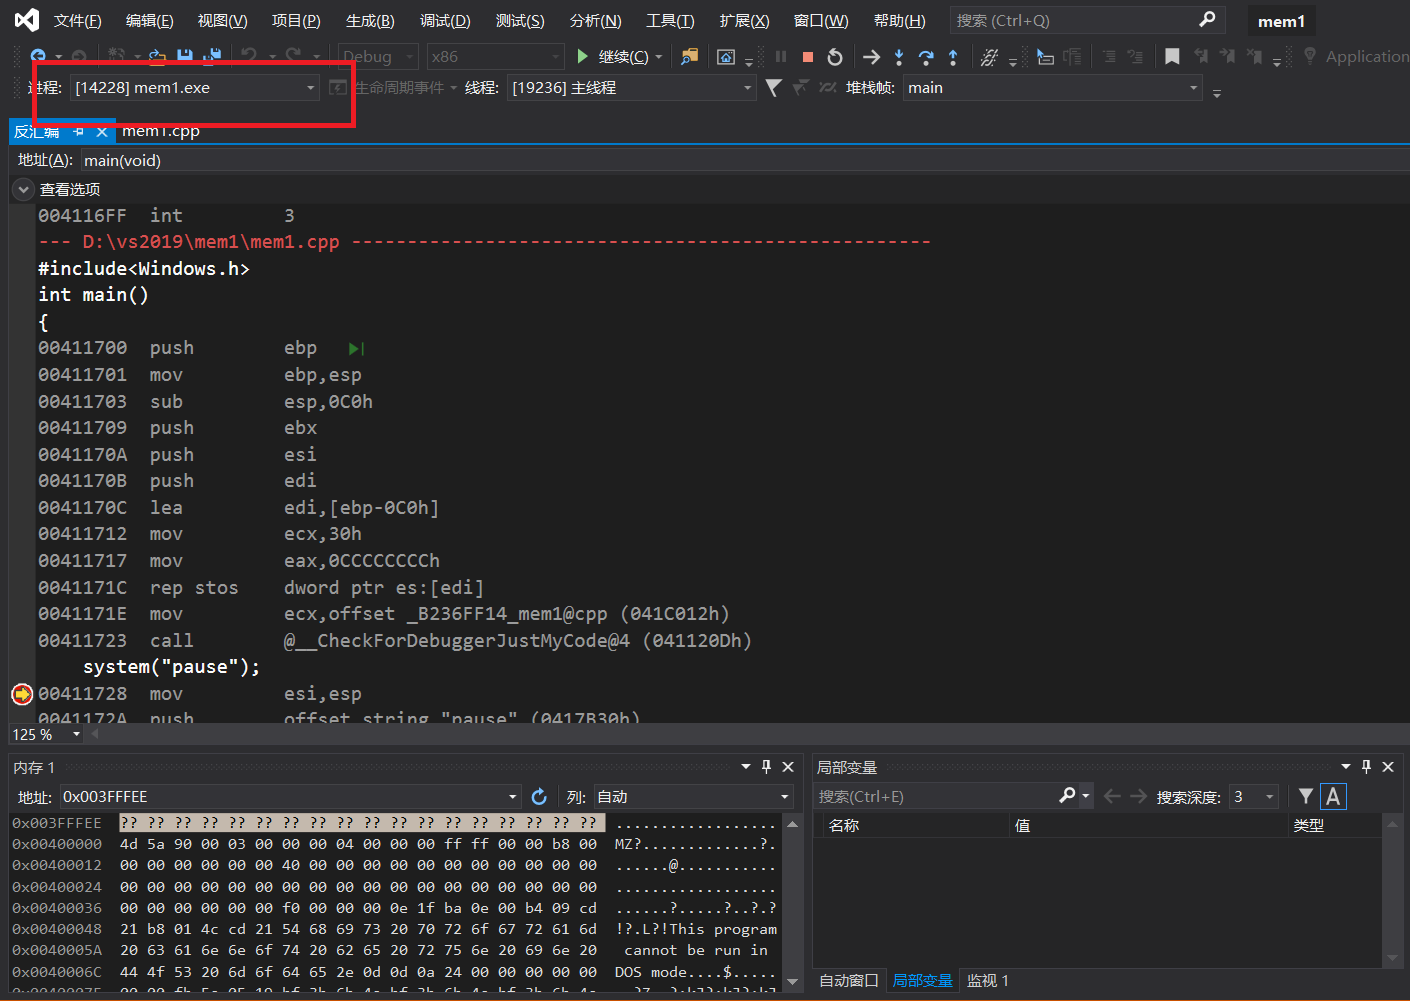 文件(F) 编辑(E) 视图(V) 项目(P) 生成(B) 调试(D) 测试(S) 分析(N) 工具(T) 扩展(X) 窗口(W) 帮助(H) 搜索 (Ctrl+Q) mem1
Debug x86 继续(C) Application
进程: [14228] mem1.exe 生命周期事件 线程: [19236] 主线程 堆栈帧: main
反汇编 mem1.cpp
地址(A): main(void)
查看选项
004116FF int 3
--- D:\vs2019\mem1\mem1.cpp ----------------------------------------------------
#include<Windows.h>
int main()
{
00411700 push ebp
00411701 mov ebp,esp
00411703 sub esp,0C0h
00411709 push ebx
0041170A push esi
0041170B push edi
0041170C lea edi,[ebp-0C0h]
00411712 mov ecx,30h
00411717 mov eax,0CCCCCCCCh
0041171C rep stos dword ptr es:[edi]
0041171E mov ecx,offset _B236FF14_mem1@cpp (041C012h)
00411723 call @__CheckForDebuggerJustMyCode@4 (041120Dh)
system("pause");
00411728 mov esi,esp
0041172A push offset string "pause" (0417B30h)
125 %
内存 1
地址: 0x003FFFEE 列: 自动
0x003FFFEE ?? ?? ?? ?? ?? ?? ?? ?? ?? ?? ?? ?? ?? ?? ?? ?? ?? ?? ..................
0x00400000 4d 5a 90 00 03 00 00 00 04 00 00 00 ff ff 00 00 b8 00 MZ?.............?.
0x00400012 00 00 00 00 00 00 40 00 00 00 00 00 00 00 00 00 00 00 ......@...........
0x00400024 00 00 00 00 00 00 00 00 00 00 00 00 00 00 00 00 00 00 ..................
0x00400036 00 00 00 00 00 00 f0 00 00 00 0e 1f ba 0e 00 b4 09 cd ......?.....?..?.?
0x00400048 21 b8 01 4c cd 21 54 68 69 73 20 70 72 6f 67 72 61 6d !?.L?!This program
0x0040005A 20 63 61 6e 6e 6f 74 20 62 65 20 72 75 6e 20 69 6e 20 cannot be run in
0x0040006C 44 4f 53 20 6d 6f 64 65 2e 0d 0d 0a 24 00 00 00 00 00 DOS mode....$.....
局部变量
搜索(Ctrl+E) 搜索深度: 3 A
名称 值 类型
自动窗口 局部变量 监视 1